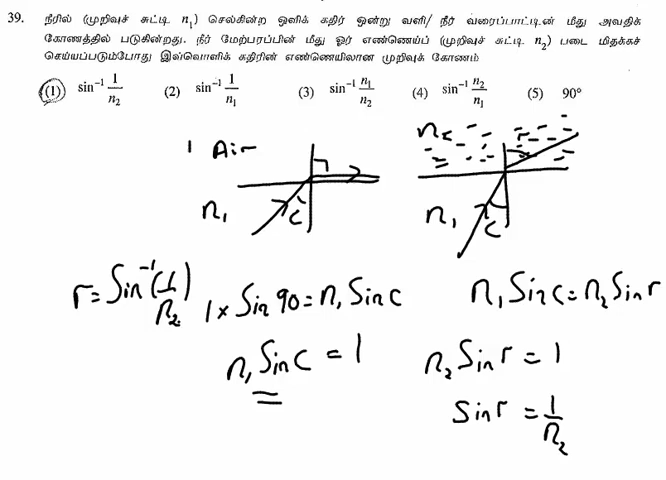 39. நீரில் (முறிவுச் சுட்டி n₁) செல்கின்ற ஒளிக் கதிர் ஒன்று வளி/ நீர் வரைப்பாட்டின் மீது அவதிக்
கோணத்தில் படுகின்றது. நீர் மேற்பரப்பின் மீது ஓர் எண்ணெய்ப் (முறிவுச் சுட்டி n₂) படை மிதக்கச்
செய்யப்படும்போது இவ்வொளிக் கதிரின் எண்ணெயிலான முறிவுக் கோணம்
(1) sin⁻¹ 1/n₂ (2) sin⁻¹ 1/n₁ (3) sin⁻¹ n₁/n₂ (4) sin⁻¹ n₂/n₁ (5) 90°
1 Air
n₁ c
n₂ r
n₁ c
r = Sin⁻¹(1/n₂)
1 × Sin 90 = n₁ Sin c
n₁ Sin c = n₂ Sin r
n₁ Sin c = 1
n₂ Sin r = 1
Sin r = 1/n₂